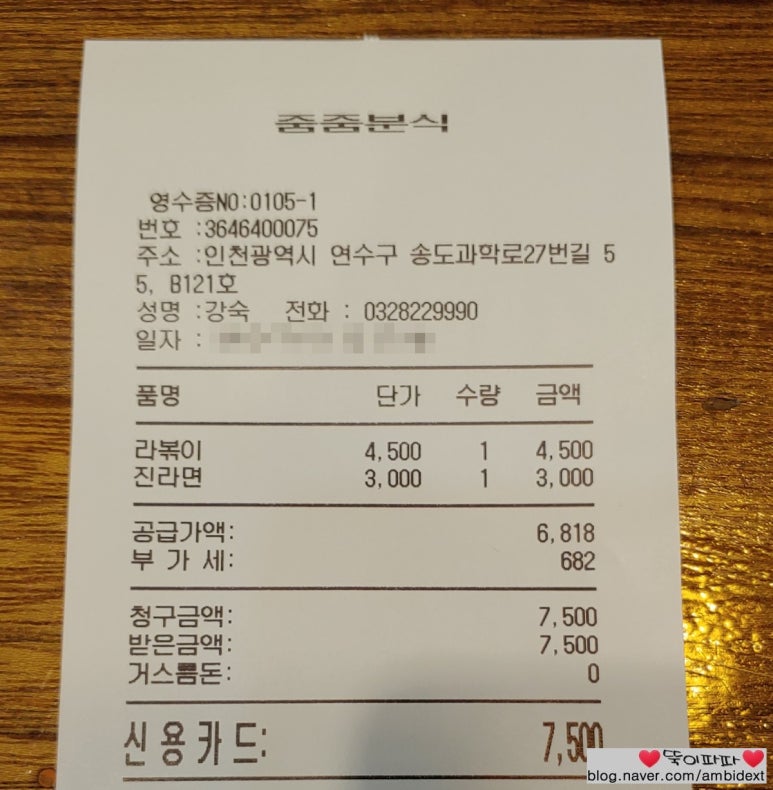 줌줌분식
영수증NO:0105-1
번호 :3646400075
주소 :인천광역시 연수구 송도과학로27번길 5
5, B121호
성명 :강숙 전화 : 0328229990
일자 :
품명 단가 수량 금액
라볶이 4,500 1 4,500
진라면 3,000 1 3,000
공급가액: 6,818
부 가 세: 682
청구금액: 7,500
받은금액: 7,500
거스름돈: 0
신용카드: 7,500
❤뚝이파파❤
blog.naver.com/ambidext